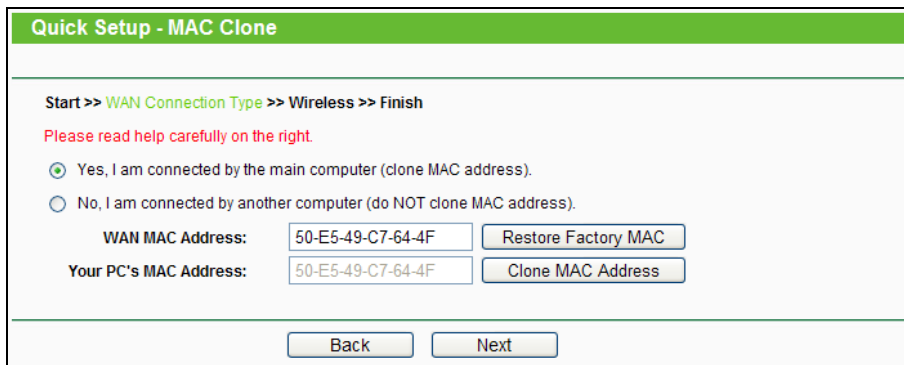 Quick Setup - MAC Clone
Start >> WAN Connection Type >> Wireless >> Finish
Please read help carefully on the right.
Yes, I am connected by the main computer (clone MAC address).
No, I am connected by another computer (do NOT clone MAC address).
WAN MAC Address: 50-E5-49-C7-64-4F Restore Factory MAC
Your PC's MAC Address: 50-E5-49-C7-64-4F Clone MAC Address
Back Next